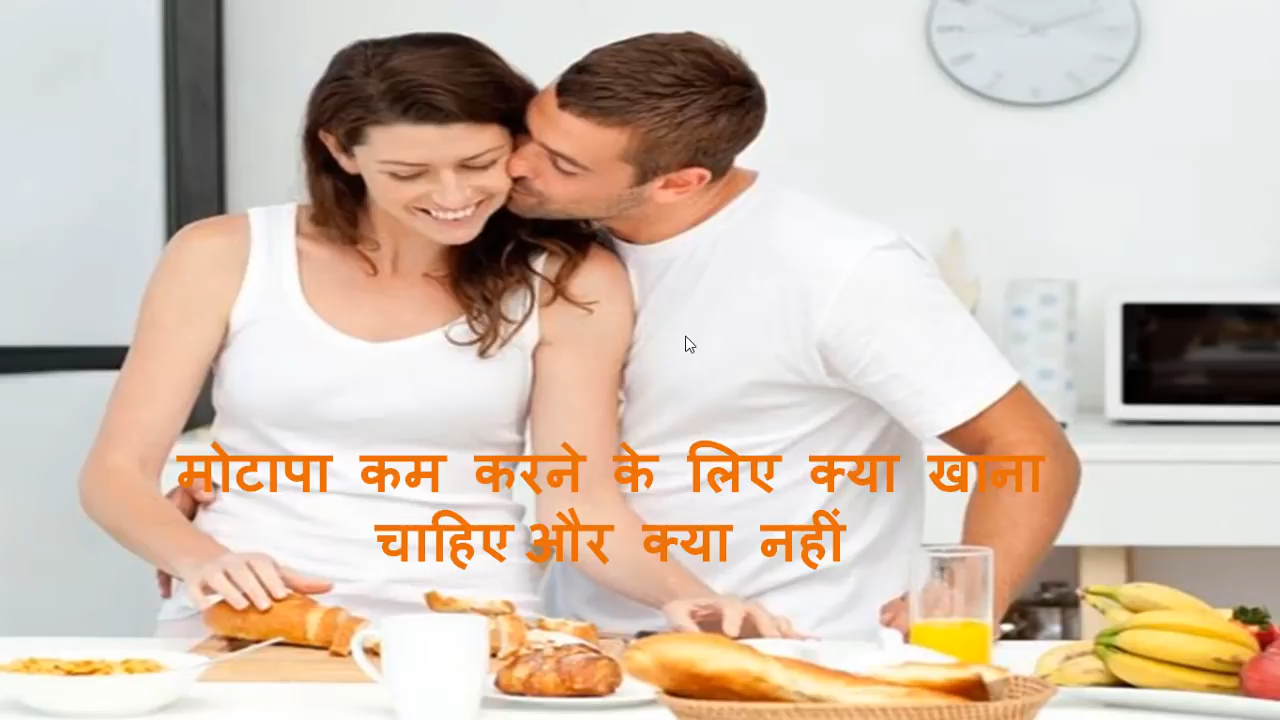 मोटापा कम करने के लिए क्या खाना
चाहिए और क्या नहीं